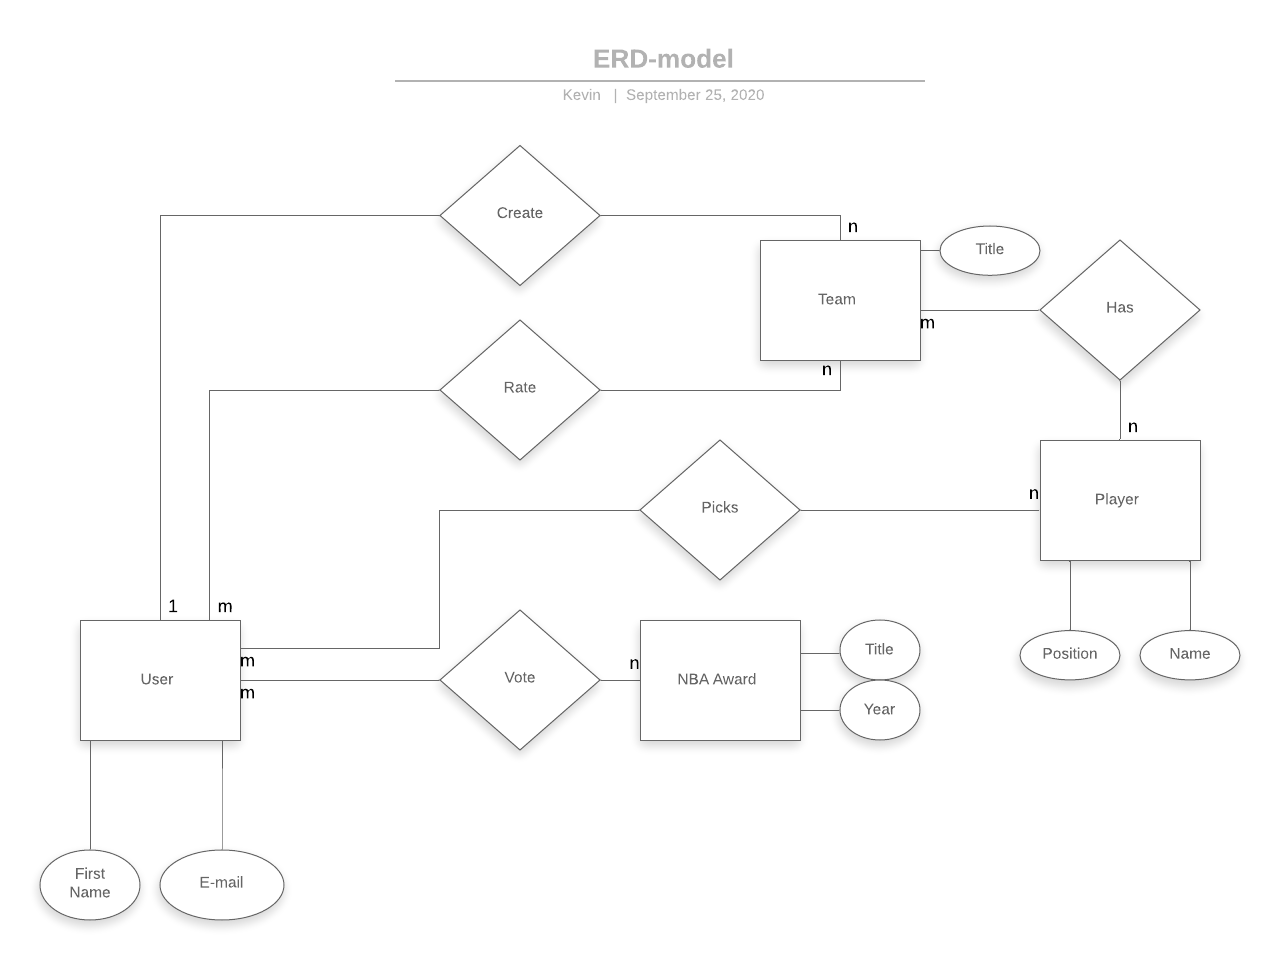 ERD-model
Kevin | September 25, 2020
Create
n
Team
Title
Has
m
n
Rate
n
Player
Picks
1
m
User
m
m
Vote
n
NBA Award
Title
Year
Position
Name
First
Name
E-mail
n